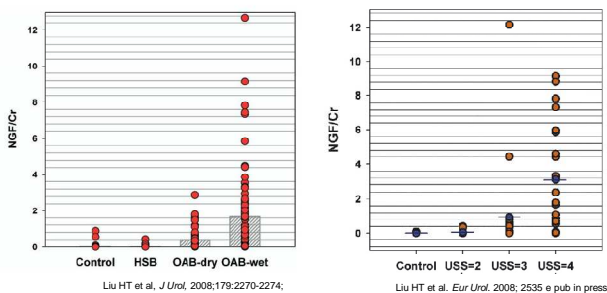 12
10
8
6
4
2
0
NGF/Cr
Control HSB OAB-dry OAB-wet
Liu HT et al, J Urol, 2008;179:2270-2274;
12
10
8
6
4
2
0
NGF/Cr
Control USS=2 USS=3 USS=4
Liu HT et al. Eur Urol. 2008; 2535 e pub in press